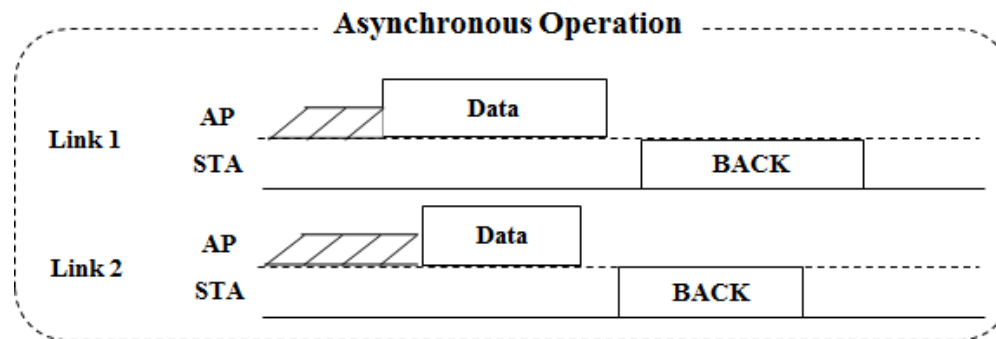 Asynchronous Operation
Link 1
AP
Data
STA
BACK
Link 2
AP
Data
STA
BACK